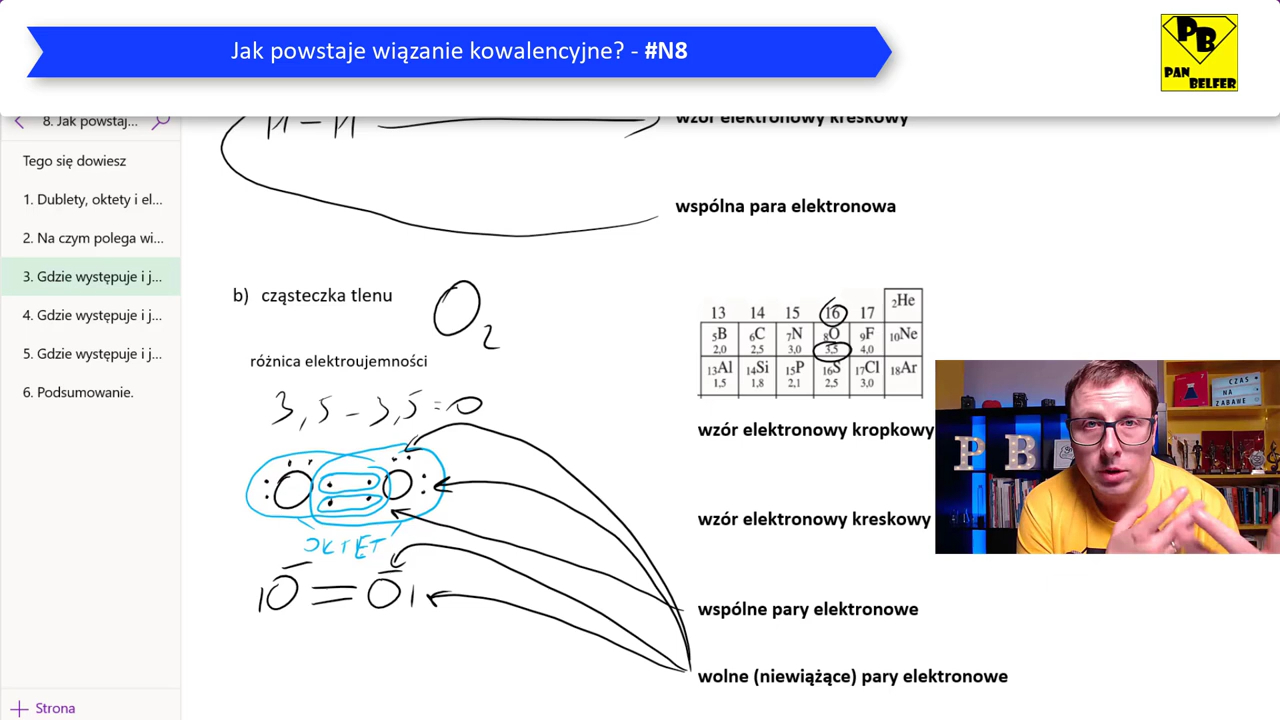 Jak powstaje wiązanie kowalencyjne? - #N8
PB
PAN
BELFER
8. Jak powstaj...
Tego się dowiesz
1. Dublety, oktety i el...
2. Na czym polega wi...
3. Gdzie występuje i j...
4. Gdzie występuje i j...
5. Gdzie występuje i j...
6. Podsumowanie.
Strona
H – H
wzór elektronowy kreskowy
wspólna para elektronowa
b) cząsteczka tlenu
O2
różnica elektroujemności
3,5 - 3,5 = 0
O O
OKTET
|O = O|
13 14 15 16 17 2He
5B 6C 7N 8O 9F 10Ne
2,0 2,5 3,0 3,5 4,0
13Al 14Si 15P 16S 17Cl 18Ar
1,5 1,8 2,1 2,5 3,0
wzór elektronowy kropkowy
wzór elektronowy kreskowy
wspólne pary elektronowe
wolne (niewiążące) pary elektronowe
P B
CZAS
NA
ZABAWE